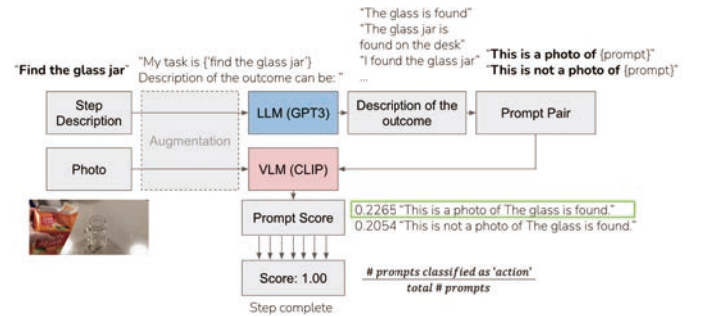 "The glass is found"
"The glass jar is
found on the desk"
"I found the glass jar"
...
"Find the glass jar"
"My task is {'find the glass jar'}
Description of the outcome can be: "
"This is a photo of {prompt}"
"This is not a photo of {prompt}"
Step
Description
Augmentation
LLM (GPT3)
Description of the
outcome
Prompt Pair
Photo
VLM (CLIP)
Prompt Score
0.2265 "This is a photo of The glass is found."
0.2054 "This is not a photo of The glass is found."
Score: 1.00
# prompts classified as 'action'
total # prompts
Step complete